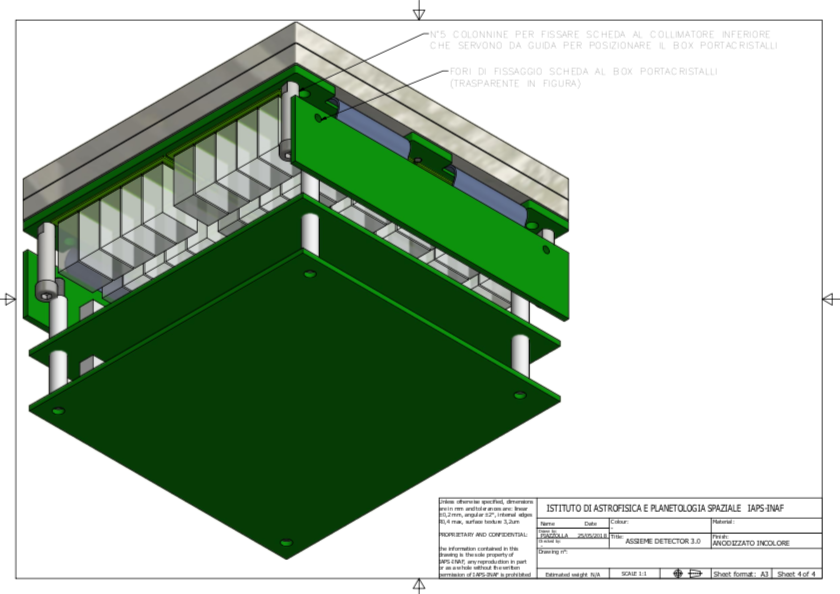 N°5 COLONNINE PER FISSARE SCHEDA AL COLLIMATORE INFERIORE
CHE SERVONO DA GUIDA PER POSIZIONARE IL BOX PORTACRISTALLI
FORI DI FISSAGGIO SCHEDA AL BOX PORTACRISTALLI
(TRASPARENTE IN FIGURA)
Unless otherwise specified, dimensions
are in mm and tolerances are: linear
±0,2mm, angular ±2°, internal edges
R0,4 max, surface texture 3,2um
PROPRIETARY AND CONFIDENTIAL:
the information contained in this
drawing is the sole property of
IAPS-INAF, any reproduction in part
or as a whole without the written
permission of IAPS-INAF is prohibited
ISTITUTO DI ASTROFISICA E PLANETOLOGIA SPAZIALE IAPS-INAF
Name Date Colour: Material:
Drawn by:
PIAZZOLLA 25/05/2018 Title: Finish:
Checked by: ASSIEME DETECTOR 3.0 ANODIZZATO INCOLORE
Drawing n°:
Estimated weight N/A SCALE 1:1 Sheet format: A3 Sheet 4 of 4